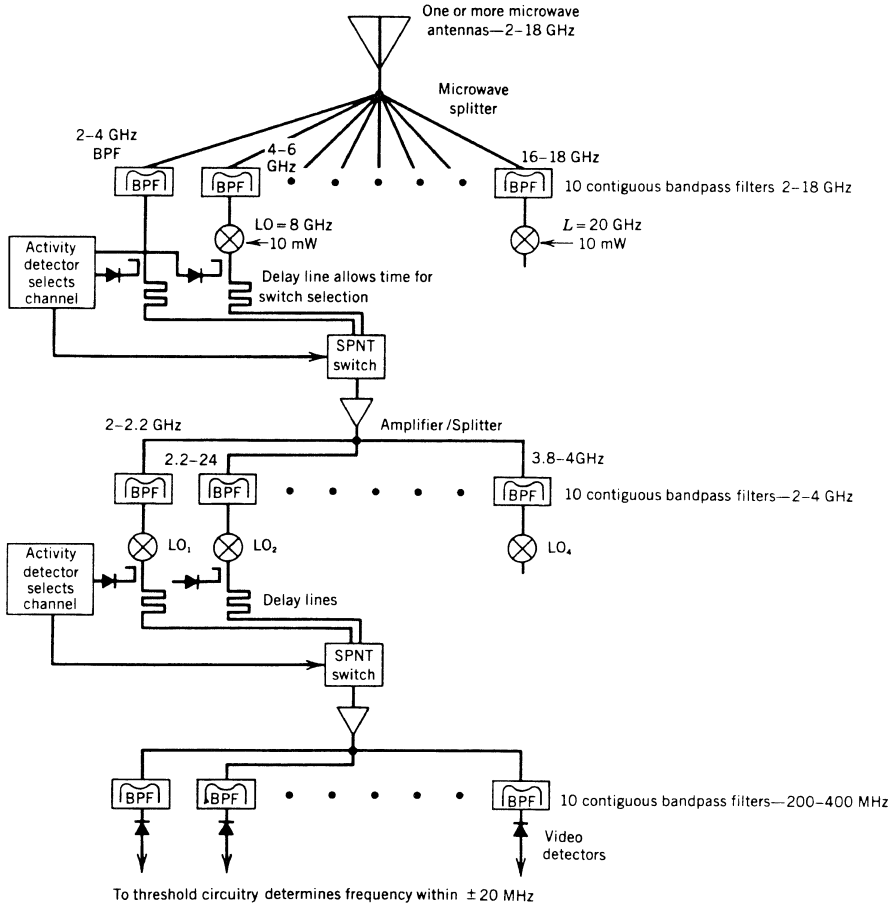 One or more microwave
antennas—2–18 GHz
Microwave
splitter
2–4 GHz
BPF
4–6
GHz
16–18 GHz
BPF
BPF
BPF
10 contiguous bandpass filters 2–18 GHz
LO = 8 GHz
10 mW
L = 20 GHz
10 mW
Activity
detector
selects
channel
Delay line allows time for
switch selection
SPNT
switch
2–2.2 GHz
Amplifier/Splitter
2.2–24
3.8–4GHz
BPF
BPF
BPF
10 contiguous bandpass filters—2–4 GHz
LO₁
LO₂
LO₄
Activity
detector
selects
channel
Delay lines
SPNT
switch
BPF
BPF
BPF
10 contiguous bandpass filters—200–400 MHz
Video
detectors
To threshold circuitry determines frequency within ±20 MHz